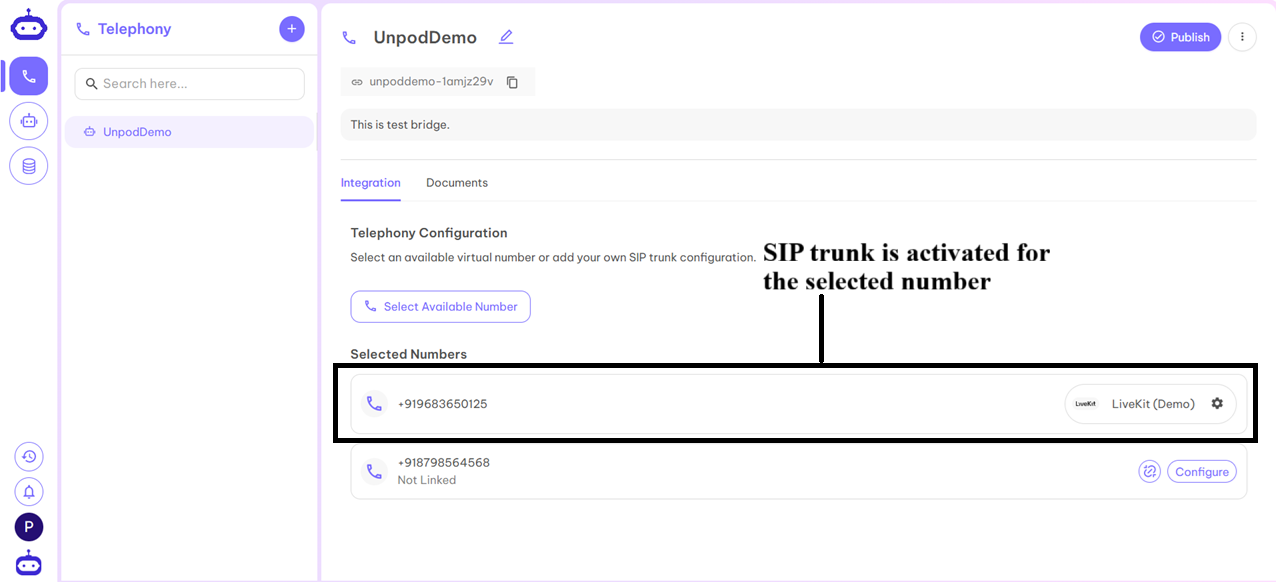 Telephony
+
Search here...
UnpodDemo
P
UnpodDemo
Publish
unpoddemo-1amjz29v
This is test bridge.
Integration
Documents
Telephony Configuration
Select an available virtual number or add your own SIP trunk configuration.
SIP trunk is activated for
the selected number
Select Available Number
Selected Numbers
+919683650125
LiveKit
LiveKit (Demo)
+918798564568
Not Linked
Configure